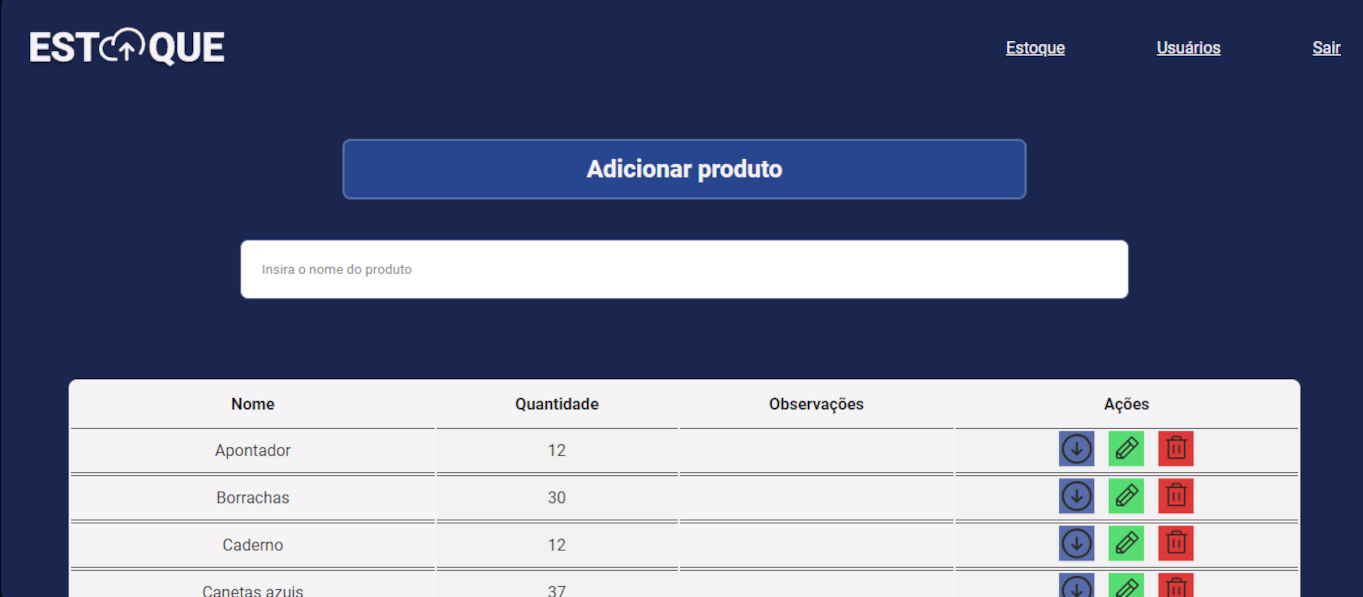 ESTOQUE
Estoque Usuários Sair
Adicionar produto
Insira o nome do produto
Nome Quantidade Observações Ações
Apontador 12
Borrachas 30
Caderno 12
Canetas azuis 37